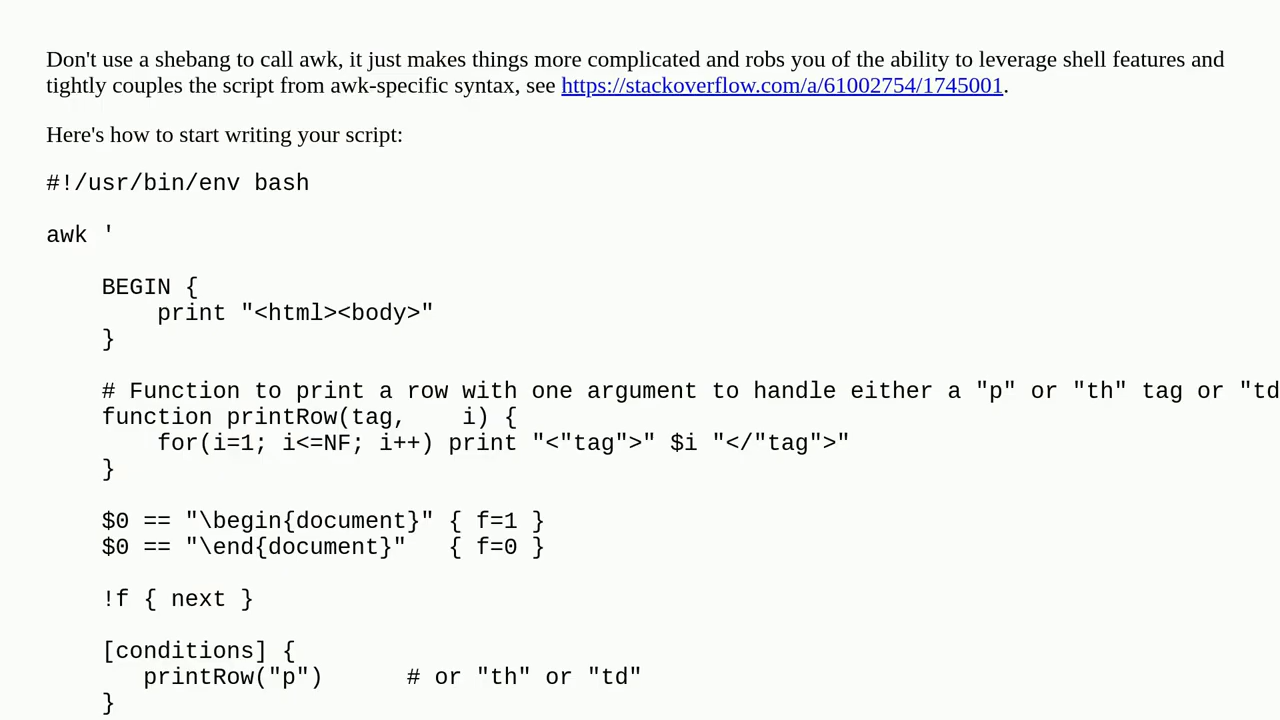 Don't use a shebang to call awk, it just makes things more complicated and robs you of the ability to leverage shell features and
tightly couples the script from awk-specific syntax, see https://stackoverflow.com/a/61002754/1745001.
Here's how to start writing your script:
#!/usr/bin/env bash
awk '
    BEGIN {
        print "<html><body>"
    }
    # Function to print a row with one argument to handle either a "p" or "th" tag or "td
    function printRow(tag,    i) {
        for(i=1; i<=NF; i++) print "<"tag">" $i "</"tag">"
    }
    $0 == "\begin{document}" { f=1 }
    $0 == "\end{document}"   { f=0 }
    !f { next }
    [conditions] {
       printRow("p")      # or "th" or "td"
    }